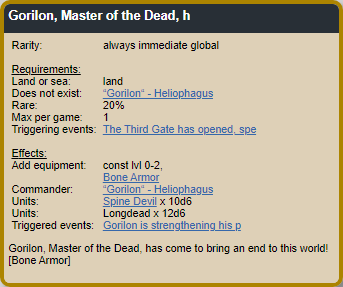 Gorilon, Master of the Dead, h
Rarity: always immediate global
Requirements:
Land or sea: land
Does not exist: "Gorilon" - Heliophagus
Rare: 20%
Max per game: 1
Triggering events: The Third Gate has opened, spe
Effects:
Add equipment: const lvl 0-2,
Bone Armor
Commander: "Gorilon" - Heliophagus
Units: Spine Devil x 10d6
Units: Longdead x 12d6
Triggered events: Gorilon is strengthening his p
Gorilon, Master of the Dead, has come to bring an end to this world!
[Bone Armor]